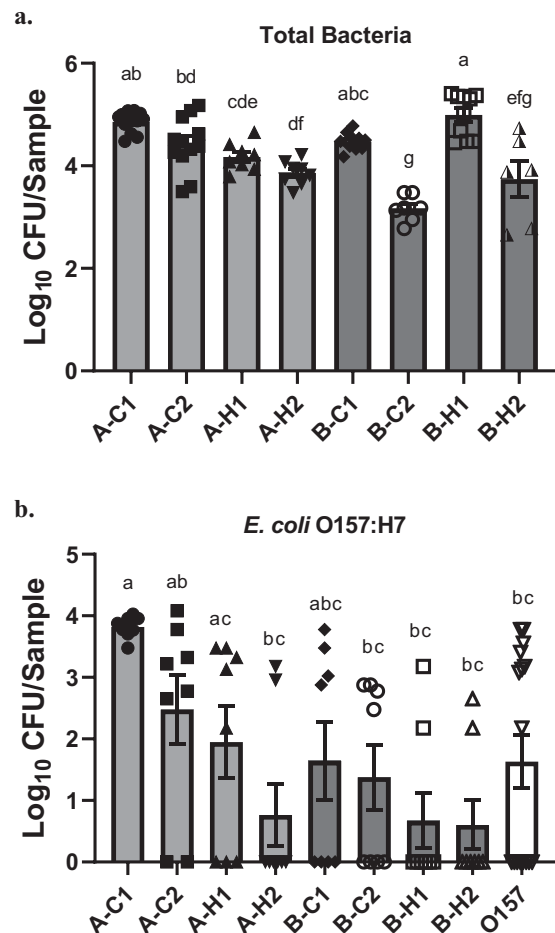 a.
Total Bacteria
Log10 CFU/Sample
6
4
2
0
ab
bd
cde
df
abc
g
a
efg
A-C1
A-C2
A-H1
A-H2
B-C1
B-C2
B-H1
B-H2
b.
E. coli O157:H7
Log10 CFU/Sample
5
4
3
2
1
0
a
ab
ac
bc
abc
bc
bc
bc
bc
A-C1
A-C2
A-H1
A-H2
B-C1
B-C2
B-H1
B-H2
O157